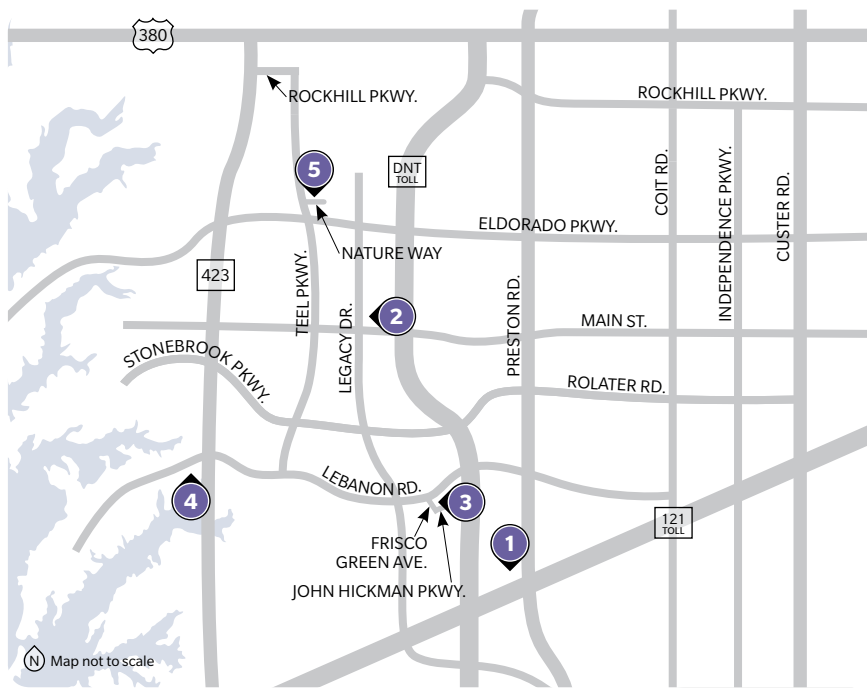 380
ROCKHILL PKWY.
ROCKHILL PKWY.
5
DNT
TOLL
COIT RD.
INDEPENDENCE PKWY.
CUSTER RD.
ELDORADO PKWY.
NATURE WAY
423
TEEL PKWY.
LEGACY DR.
2
PRESTON RD.
MAIN ST.
STONEBROOK PKWY.
ROLATER RD.
LEBANON RD.
4
3
121
TOLL
1
FRISCO
GREEN AVE.
JOHN HICKMAN PKWY.
N Map not to scale